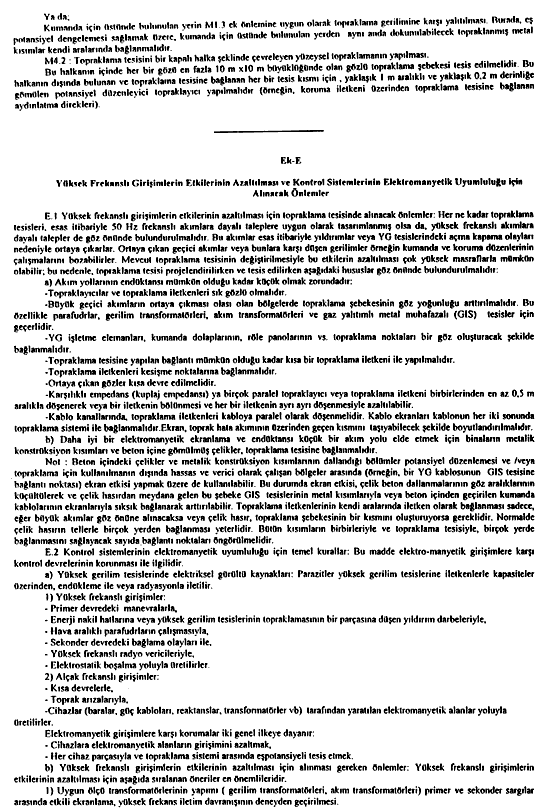 Ya da;
Kumanda için üstünde bulunulan yerin M1.3 ek önlemine uygun olarak topraklama gerilimine karşı yalıtılması. Burada, eş
potansiyel dengelemesi sağlamak üzere, kumanda için üstünde bulunulan yerden aynı anda dokunulabilecek topraklanmış metal
kısımlar kendi aralarında bağlanmalıdır.
M4.2 : Topraklama tesisini bir kapalı halka şeklinde çevreleyen yüzeysel topraklamanın yapılması.
Bu halkanın içinde her bir gözü en fazla 10 m x10 m büyüklüğünde olan gözlü topraklama şebekesi tesis edilmelidir. Bu
halkanın dışında bulunan ve topraklama tesisine bağlanan her bir tesis kısmı için , yaklaşık 1 m aralıklı ve yaklaşık 0.2 m derinliğe
gömülen potansiyel düzenleyici topraklayıcı yapılmalıdır (örneğin, koruma iletkeni üzerinden topraklama tesisine bağlanan
aydınlatma direkleri).
Ek-E
Yüksek Frekanslı Girişimlerin Etkilerinin Azaltılması ve Kontrol Sistemlerinin Elektromanyetik Uyumluluğu için
Alınacak Önlemler
E.1 Yüksek frekanslı girişimlerin etkilerinin azaltılması için topraklama tesisinde alınacak önlemler: Her ne kadar topraklama
tesisleri, esas itibariyle 50 Hz frekanslı akımlara dayalı taleplere uygun olarak tasarımlanmış olsa da, yüksek frekanslı akımlara
dayalı talepler de göz önünde bulundurulmalıdır. Bu akımlar esas itibariyle yıldırımlar veya YG tesislerindeki açma kapama olayları
nedeniyle ortaya çıkarlar. Ortaya çıkan geçici akımlar veya bunlara karşı düşen gerilimler örneğin kumanda ve koruma düzenlerinin
çalışmalarını bozabilirler. Mevcut topraklama tesisinin değiştirilmesiyle bu etkilerin azaltılması çok yüksek masraflarla mümkün
olabilir; bu nedenle, topraklama tesisi projelendirilirken ve tesis edilirken aşağıdaki hususlar göz önünde bulundurulmalıdır:
a) Akım yollarının endüktansı mümkün olduğu kadar küçük olmak zorundadır:
-Topraklayıcılar ve topraklama iletkenleri sık gözlü olmalıdır.
-Büyük geçici akımların ortaya çıkması olası olan bölgelerde topraklama şebekesinin göz yoğunluğu arttırılmalıdır. Bu
özellikle parafudrlar, gerilim transformatörleri, akım transformatörleri ve gaz yalıtımlı metal muhafazalı (GIS) tesisler için
geçerlidir.
-YG işletme elemanları, kumanda dolaplarının, röle panolarının vs. topraklama noktaları bir göz oluşturacak şekilde
bağlanmalıdır.
-Topraklama tesisine yapılan bağlantı mümkün olduğu kadar kısa bir topraklama iletkeni ile yapılmalıdır.
-Topraklama iletkenleri kesişme noktalarına bağlanmalıdır.
-Ortaya çıkan gözler kısa devre edilmelidir.
-Karşılıklı empedans (kuplaj empedansı) ya birçok paralel topraklayıcı veya topraklama iletkeni birbirlerinden en az 0,5 m
aralıkla döşenerek veya bir iletkenin bölünmesi ve her bir iletkenin ayrı ayrı döşenmesiyle azaltılabilir.
-Kablo kanallarında, topraklama iletkenleri kabloya paralel olarak döşenmelidir. Kablo ekranları kablonun her iki sonunda
topraklama sistemi ile bağlanmalıdır.Ekran, toprak hata akımının üzerinden geçen kısmını taşıyabilecek şekilde boyutlandırılmalıdır.
b) Daha iyi bir elektromanyetik ekranlama ve endüktansı küçük bir akım yolu elde etmek için binaların metalik
konstrüksiyon kısımları ve beton içine gömülmüş çelikler, topraklama tesisine bağlanmalıdır.
Not : Beton içindeki çelikler ve metalik konstrüksiyon kısımlarının dallandığı bölümler potansiyel düzenlemesi ve /veya
topraklama için kullanılmanın dışında hassas ve verici olarak çalışan bölgeler arasında (örneğin, bir YG kablosunun GIS tesisine
bağlantı noktası) ekran etkisi yapmak üzere de kullanılabilir. Bu durumda ekran etkisi, çelik beton dallanmalarının göz aralıklarının
küçültülerek ve çelik hasırdan meydana gelen bu şebeke GIS tesislerinin metal kısımlarıyla veya beton içinden geçirilen kumanda
kablolarının ekranlarıyla sıksık bağlanarak arttırılabilir. Topraklama iletkenlerinin kendi aralarında iletken olarak bağlanması sadece,
eğer büyük akımlar göz önüne alınacaksa veya çelik hasır, topraklama şebekesinin bir kısmını oluşturuyorsa gereklidir. Normalde
çelik hasırın tellerle birçok yerden bağlanması yeterlidir. Bütün kısımların birbirleriyle ve topraklama tesisiyle, birçok yerde
bağlanmasını sağlayacak sayıda bağlantı noktaları öngörülmelidir.
E.2 Kontrol sistemlerinin elektromanyetik uyumluluğu için temel kurallar: Bu madde elektro-manyetik girişimlere karşı
kontrol devrelerinin korunması ile ilgilidir.
a) Yüksek gerilim tesislerinde elektriksel gürültü kaynakları: Parazitler yüksek gerilim tesislerine iletkenlerle kapasiteler
üzerinden, endükleme ile veya radyasyonla iletilir.
1) Yüksek frekanslı girişimler:
- Primer devredeki manevralarla,
- Enerji nakil hatlarına veya yüksek gerilim tesislerinin topraklamasının bir parçasına düşen yıldırım darbeleriyle,
- Hava aralıklı parafudrların çalışmasıyla,
- Sekonder devredeki bağlama olayları ile,
- Yüksek frekanslı radyo vericileriyle,
- Elektrostatik boşalma yoluyla üretilirler.
2) Alçak frekanslı girişimler:
- Kısa devrelerle,
- Toprak arızalarıyla,
-Cihazlar (baralar, güç kabloları, reaktanslar, transformatörler vb) tarafından yaratılan elektromanyetik alanlar yoluyla
üretilirler.
Elektromanyetik girişimlere karşı korumalar iki genel ilkeye dayanır:
- Cihazlara elektromanyetik alanların girişimini azaltmak,
- Her cihaz parçasıyla ve topraklama sistemi arasında eşpotansiyeli tesis etmek.
b) Yüksek frekanslı girişimlerin etkilerinin azaltılması için alınması gereken önlemler: Yüksek frekanslı girişimlerin
etkilerinin azaltılması için aşağıda sıralanan öneriler en önemlileridir.
1) Uygun ölçü transformatörlerinin yapımı ( gerilim transformatörleri, akım transformatörleri) primer ve sekonder sargılar
arasında etkili ekranlama, yüksek frekans iletim davranışının deneyden geçirilmesi.